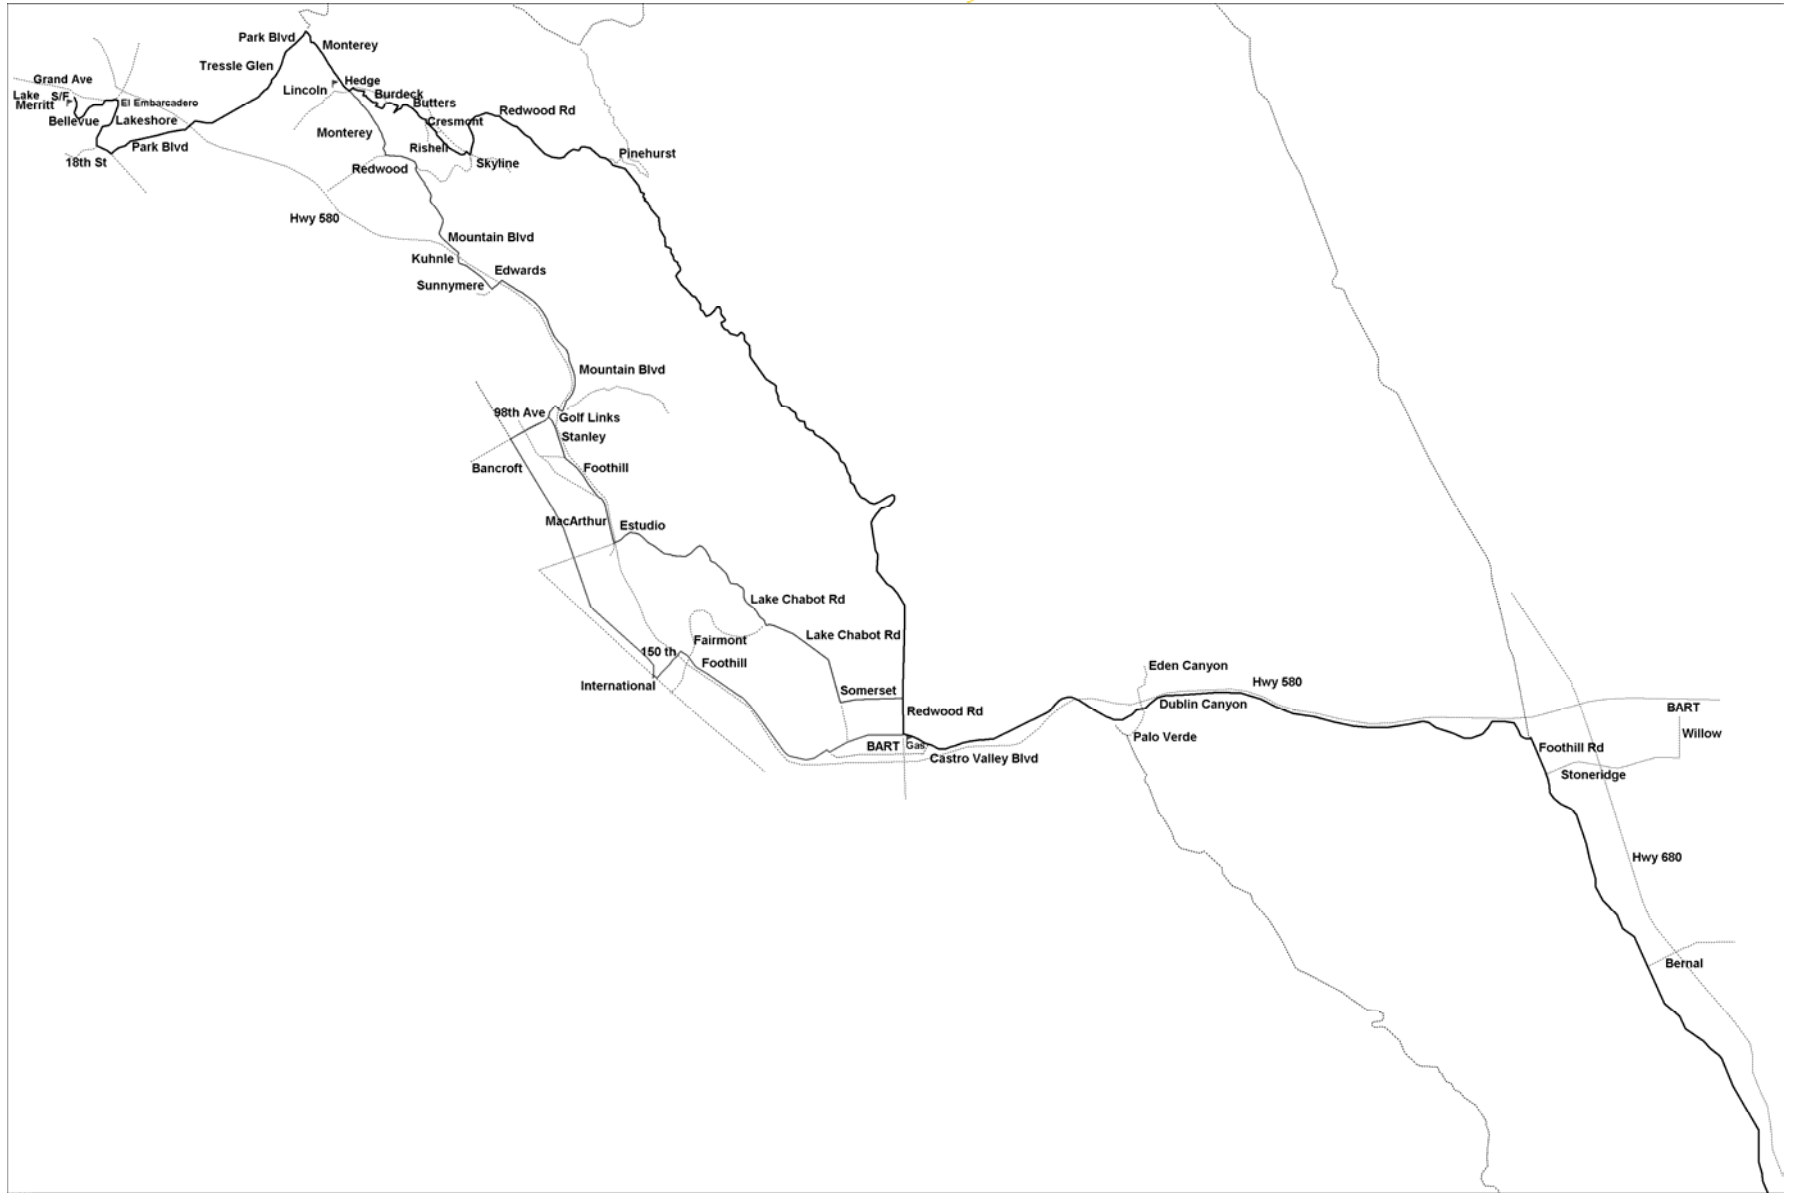 Park Blvd
Monterey
Tressle Glen
Grand Ave
Hedge
Lincoln
Burdeck
Lake
Merritt
S/F
El Embarcadero
Butters
Redwood Rd
Bellevue
Lakeshore
Cresmont
Monterey
Park Blvd
Rishell
Pinehurst
18th St
Skyline
Redwood
Hwy 580
Mountain Blvd
Kuhnle
Edwards
Sunnymere
Mountain Blvd
98th Ave
Golf Links
Stanley
Bancroft
Foothill
MacArthur
Estudio
Lake Chabot Rd
Lake Chabot Rd
Fairmont
150 th
Foothill
Eden Canyon
International
Somerset
Hwy 580
Redwood Rd
Dublin Canyon
BART
Palo Verde
Willow
BART
Gas
Foothill Rd
Castro Valley Blvd
Stoneridge
Hwy 680
Bernal